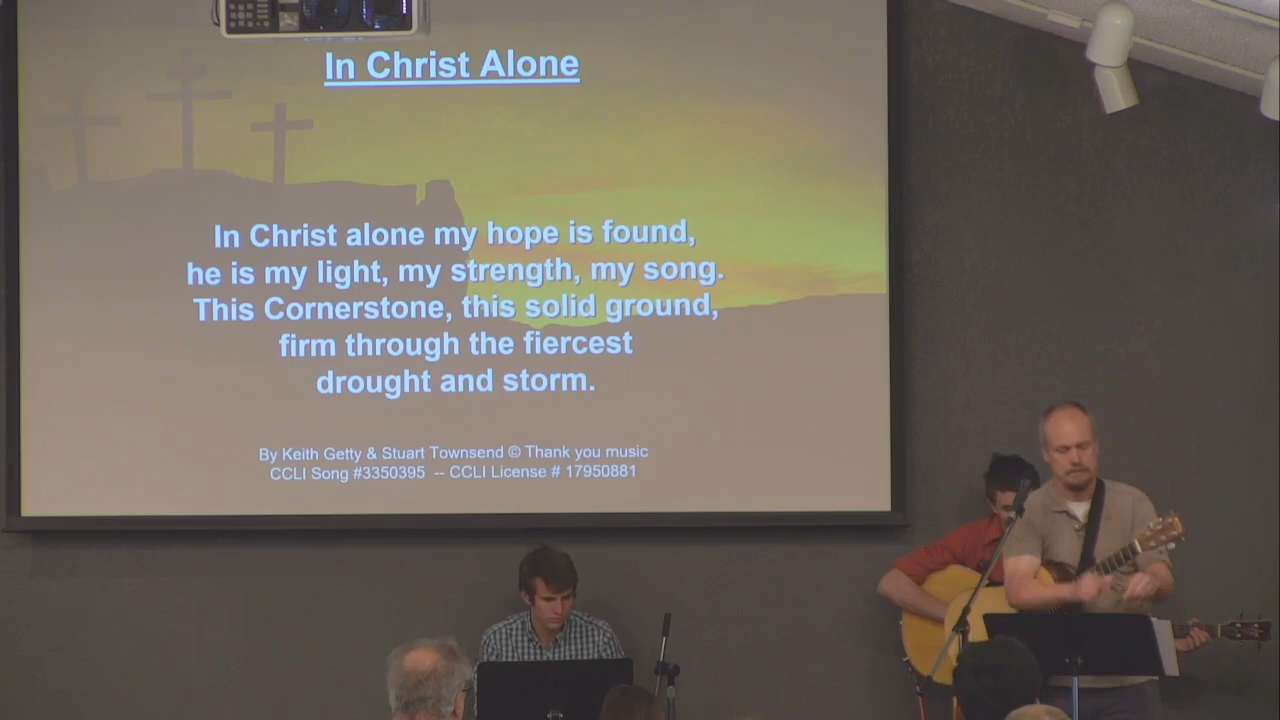 In Christ Alone
In Christ alone my hope is found,
he is my light, my strength, my song.
This Cornerstone, this solid ground,
firm through the fiercest
drought and storm.
By Keith Getty & Stuart Townsend © Thank you music
CCLI Song #3350395 -- CCLI License # 17950881